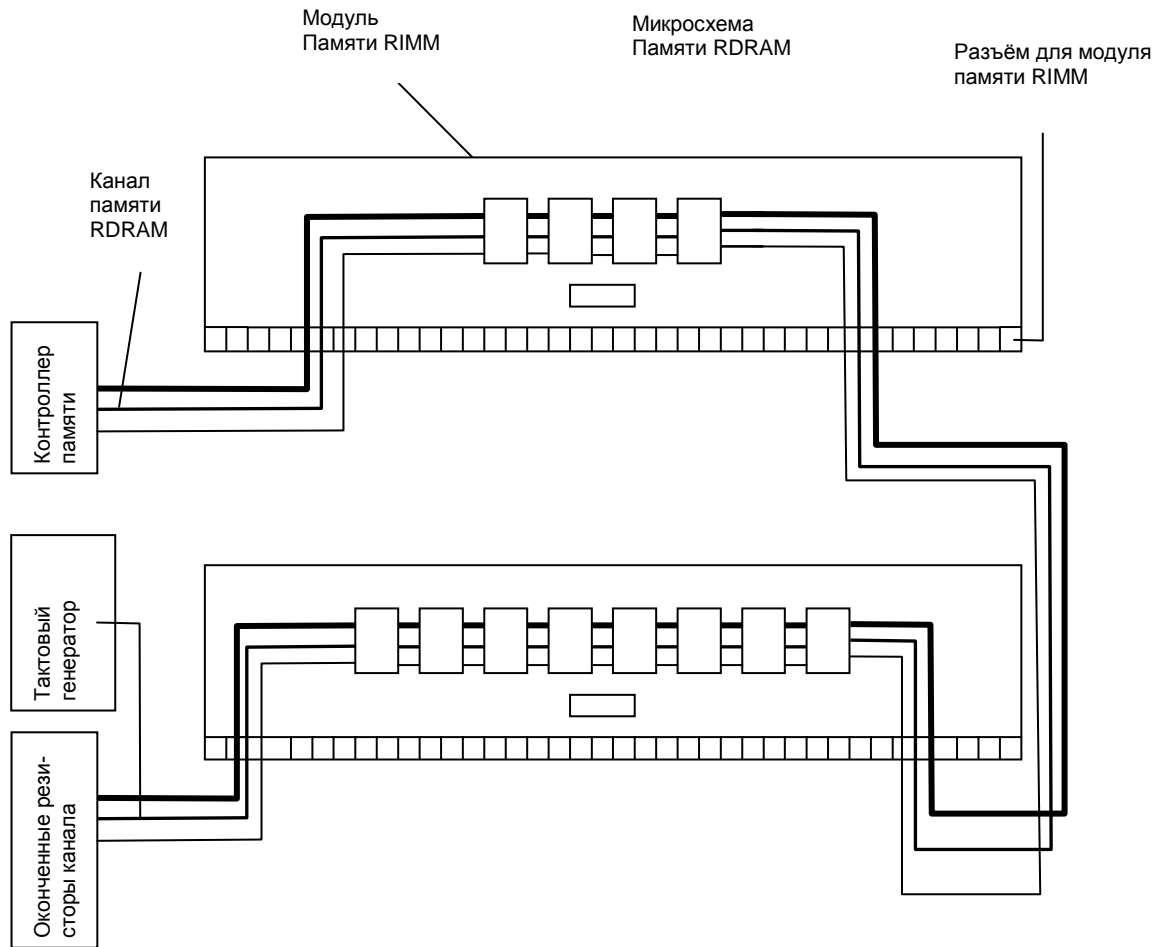 Модуль
Памяти RIMM
Микросхема
Памяти RDRAM
Разъём для модуля
памяти RIMM
Канал
памяти
RDRAM
Контроллер
памяти
Тактовый
генератор
Оконченные рези-
сторы канала